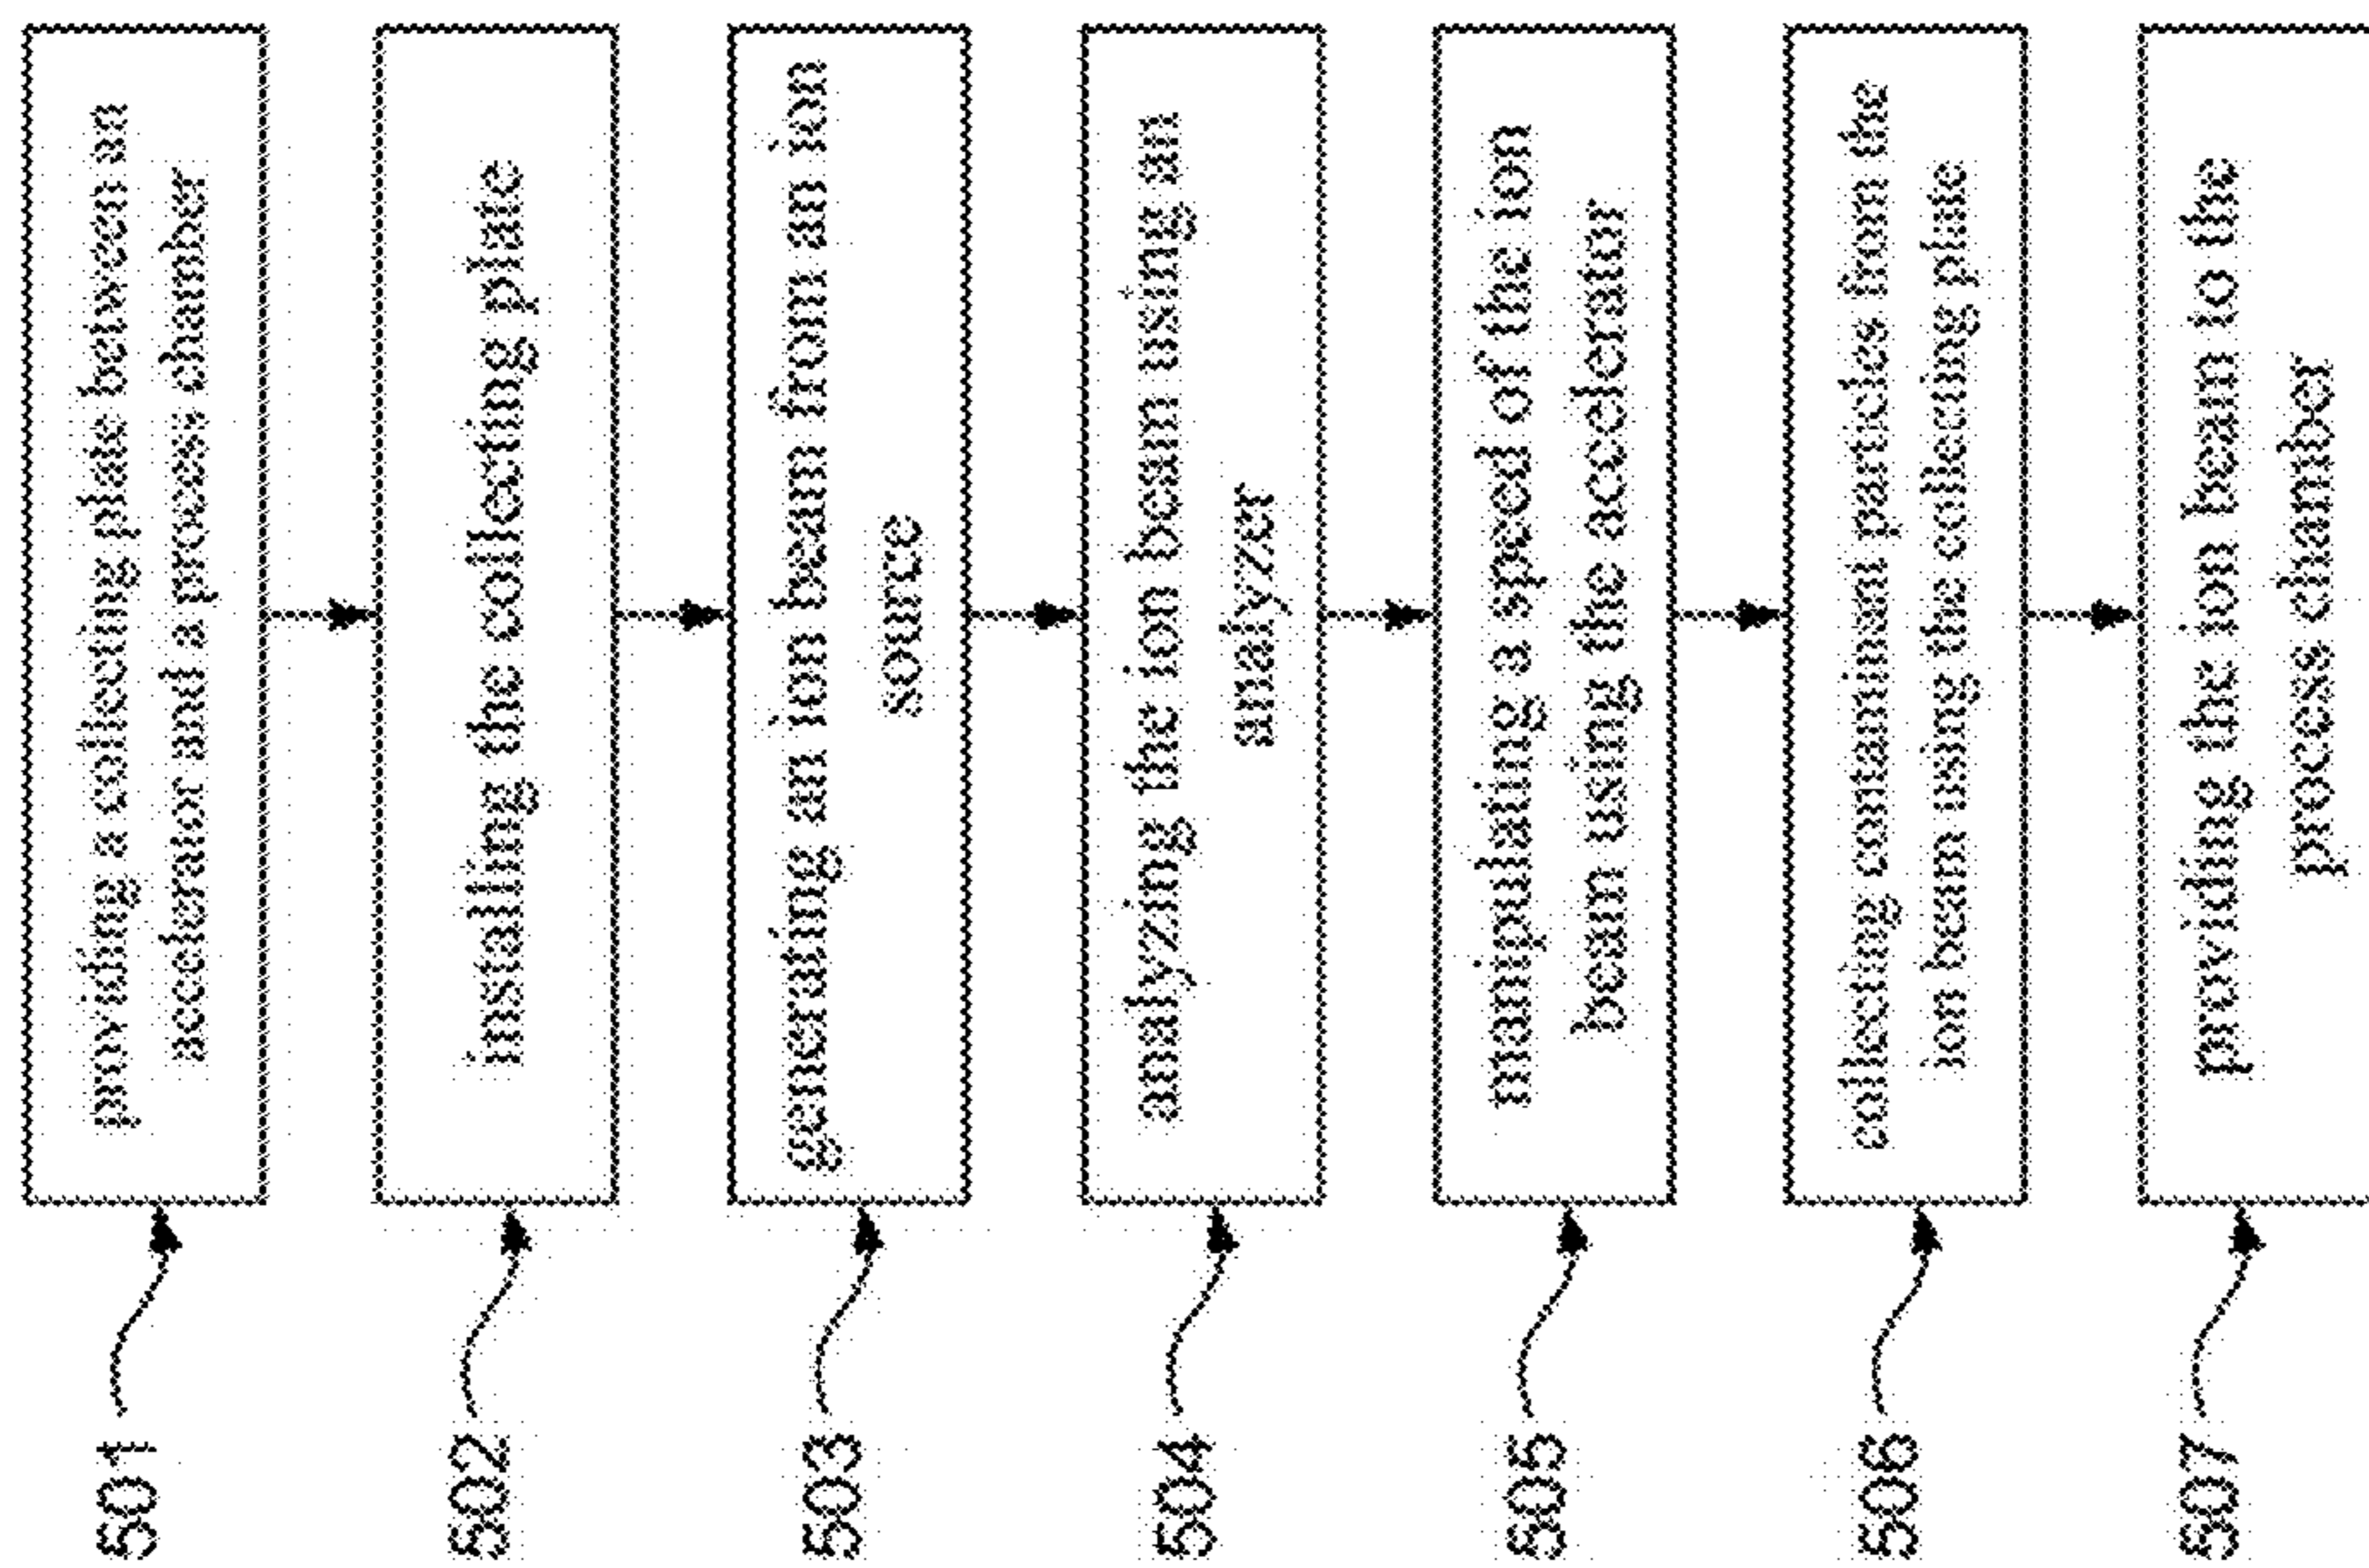 501
providing a collecting plate between an
accelerator and a process chamber
502
installing the collecting plate
503
generating an ion beam from an ion
source
504
analyzing the ion beam using an
analyzer
505
manipulating a speed of the ion
beam using the accelerator
506
collecting contaminant particles from the
ion beam using the collecting plate
507
providing the ion beam to the
process chamber